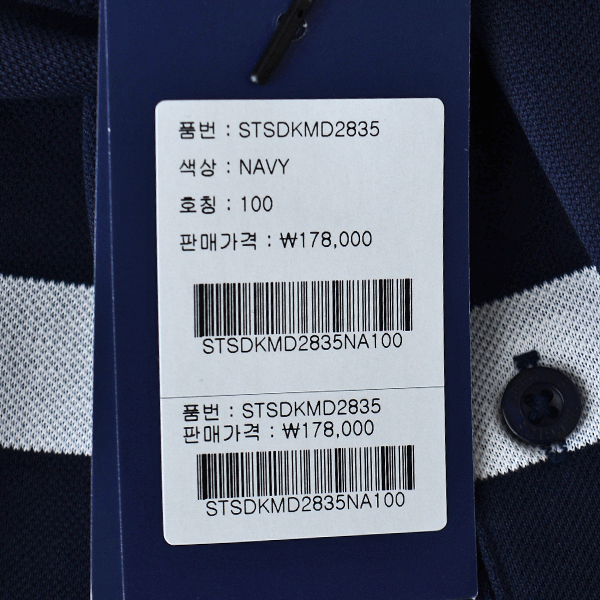 품번 : STSDKMD2835
색상 : NAVY
호칭 : 100
판매가격 : ₩178,000
STSDKMD2835NA100
품번 : STSDKMD2835
판매가격 : ₩178,000
STSDKMD2835NA100